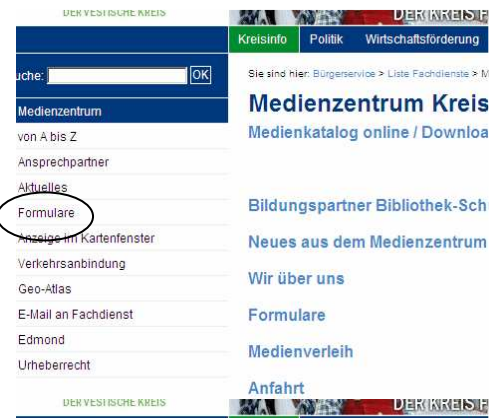 DER VESTISCHE KREIS
DER KREIS
Kreisinfo Politik Wirtschaftsförderung
uche: OK
Sie sind hier: Bürgerservice > Liste Fachdienste > M
Medienzentrum
von A bis Z
Ansprechpartner
Aktuelles
Formulare
Anzeige im Kartenfenster
Verkehrsanbindung
Geo-Atlas
E-Mail an Fachdienst
Edmond
Urheberrecht
Medienzentrum Kreis
Medienkatalog online / Downloa
Bildungspartner Bibliothek-Sch
Neues aus dem Medienzentrum
Wir über uns
Formulare
Medienverleih
Anfahrt
DER VESTISCHE KREIS
DER KREIS